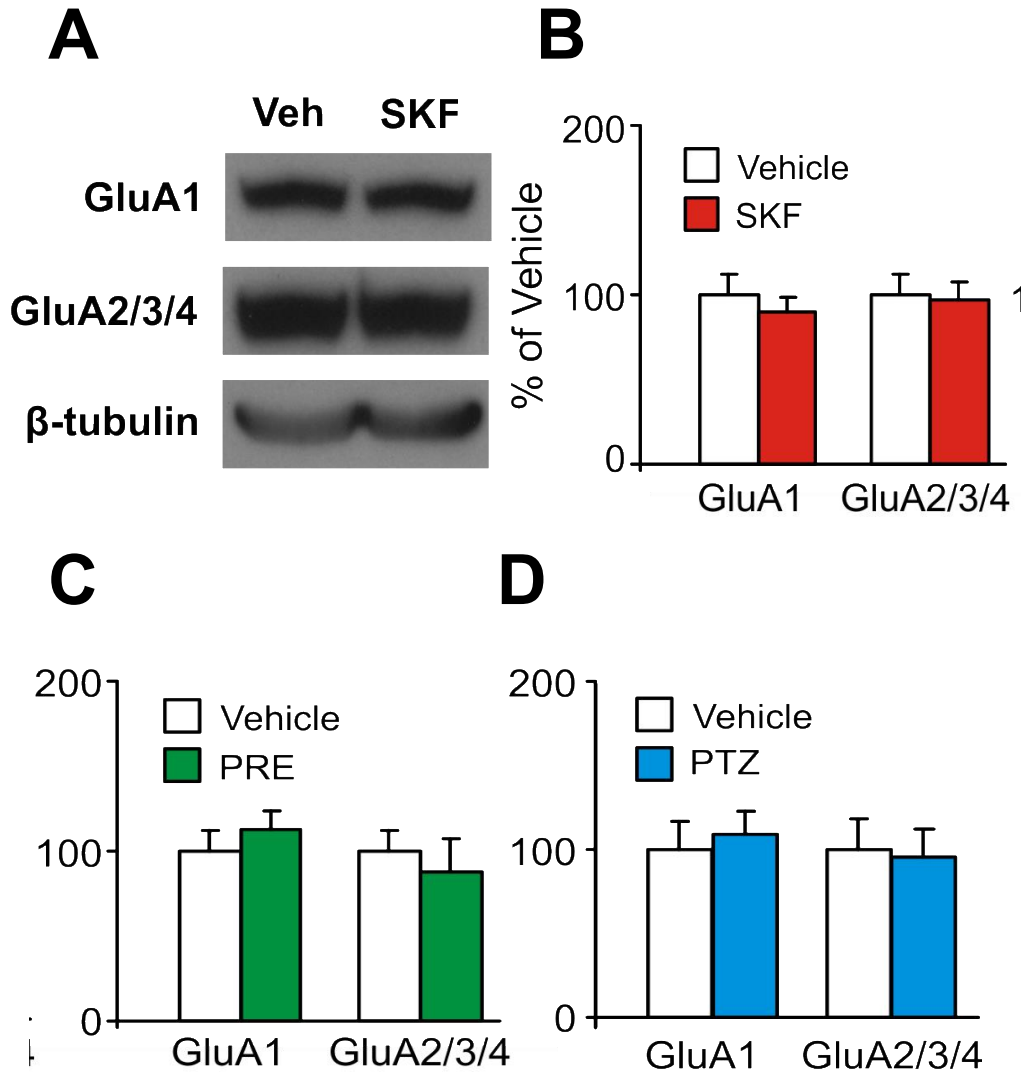 A
B
Veh SKF
GluA1
GluA2/3/4
β-tubulin
% of Vehicle
200
100
0
Vehicle
SKF
GluA1 GluA2/3/4
1
C
D
200
100
0
Vehicle
PRE
GluA1 GluA2/3/4
200
100
0
Vehicle
PTZ
GluA1 GluA2/3/4